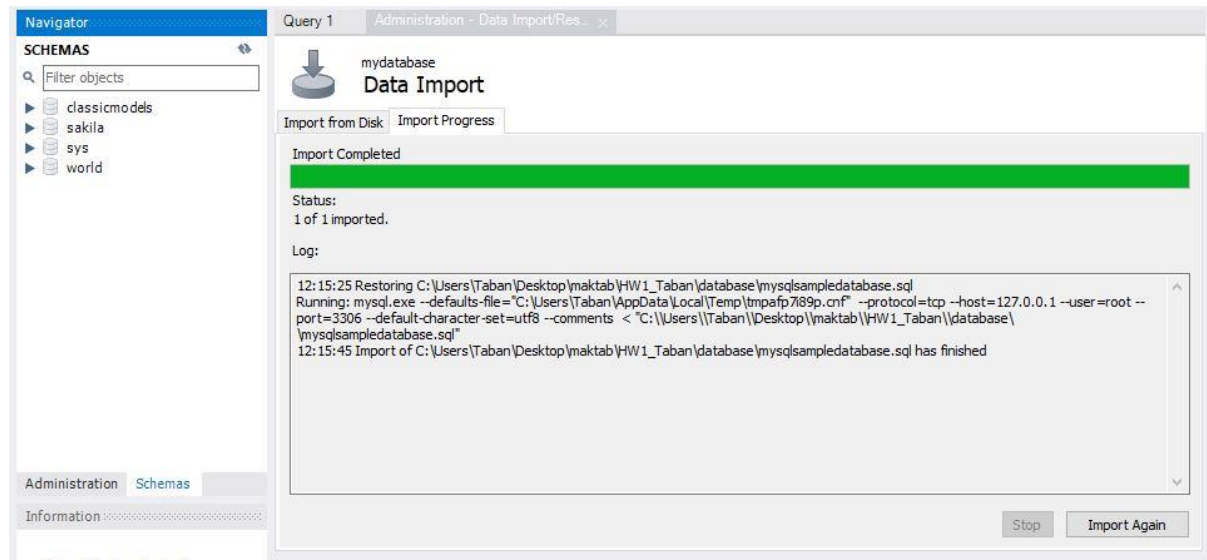 Navigator
SCHEMAS
Filter objects
classicmodels
sakila
sys
world
Administration Schemas
Information
Query 1
Administration - Data Import/Res...
mydatabase
Data Import
Import from Disk Import Progress
Import Completed
Status:
1 of 1 imported.
Log:
12:15:25 Restoring C:\Users\Taban\Desktop\maktab\HW1_Taban\database\mysqlsampledatabase.sql
Running: mysql.exe --defaults-file="C:\Users\Taban\AppData\Local\Temp\tmpafp7i89p.cnf" --protocol=tcp --host=127.0.0.1 --user=root --
port=3306 --default-character-set=utf8 --comments < "C:\\Users\\Taban\\Desktop\\maktab\\HW1_Taban\\database\
\mysqlsampledatabase.sql"
12:15:45 Import of C:\Users\Taban\Desktop\maktab\HW1_Taban\database\mysqlsampledatabase.sql has finished
Stop Import Again